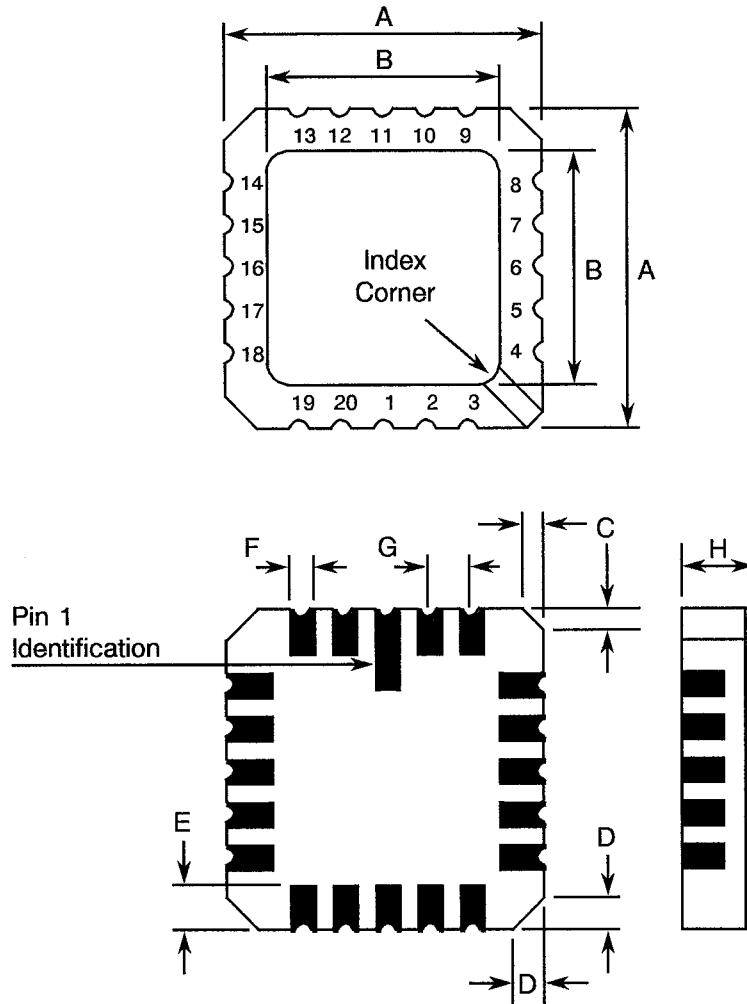 A
B
13 12 11 10 9
14 8
15 7
16 6
17 5
18 4
Index
Corner
B
A
19 20 1 2 3
F
G
C
H
Pin 1
Identification
E
D
D